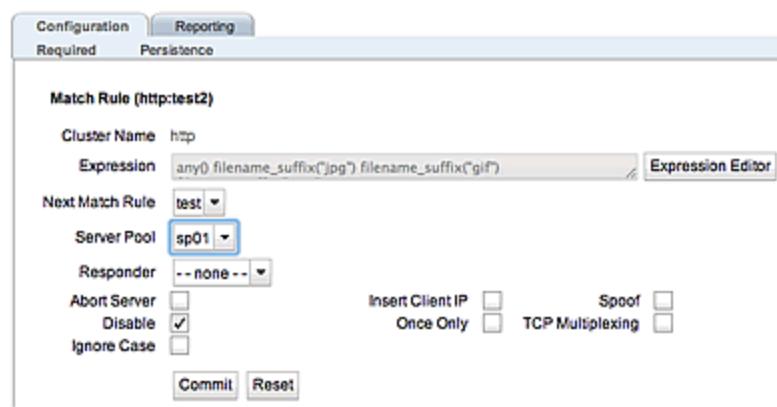 Configuration Reporting
Required Persistence
Match Rule (http:test2)
Cluster Name http
Expression any() filename_suffix("jpg") filename_suffix("gif") Expression Editor
Next Match Rule test
Server Pool sp01
Responder -- none --
Abort Server Insert Client IP Spoof
Disable Once Only TCP Multiplexing
Ignore Case
Commit Reset